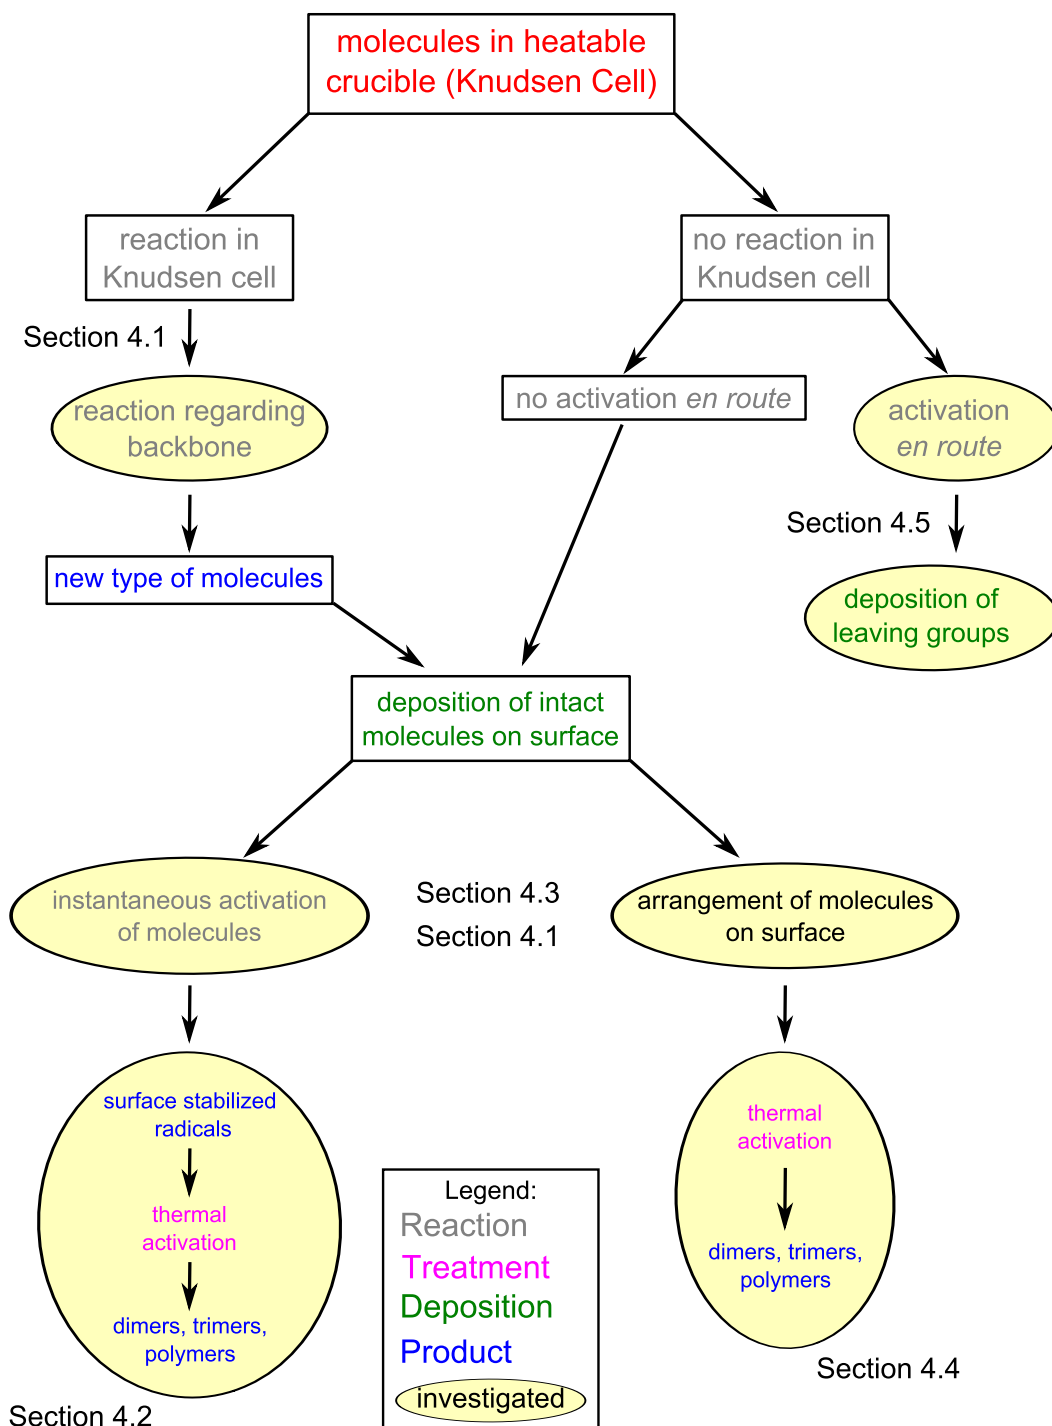 molecules in heatable
crucible (Knudsen Cell)
reaction in
Knudsen cell
no reaction in
Knudsen cell
Section 4.1
reaction regarding
backbone
no activation en route
activation
en route
Section 4.5
new type of molecules
deposition of
leaving groups
deposition of intact
molecules on surface
instantaneous activation
of molecules
Section 4.3
Section 4.1
arrangement of molecules
on surface
surface stabilized
radicals
thermal
activation
dimers, trimers,
polymers
Section 4.2
thermal
activation
dimers, trimers,
polymers
Section 4.4
Legend:
Reaction
Treatment
Deposition
Product
investigated